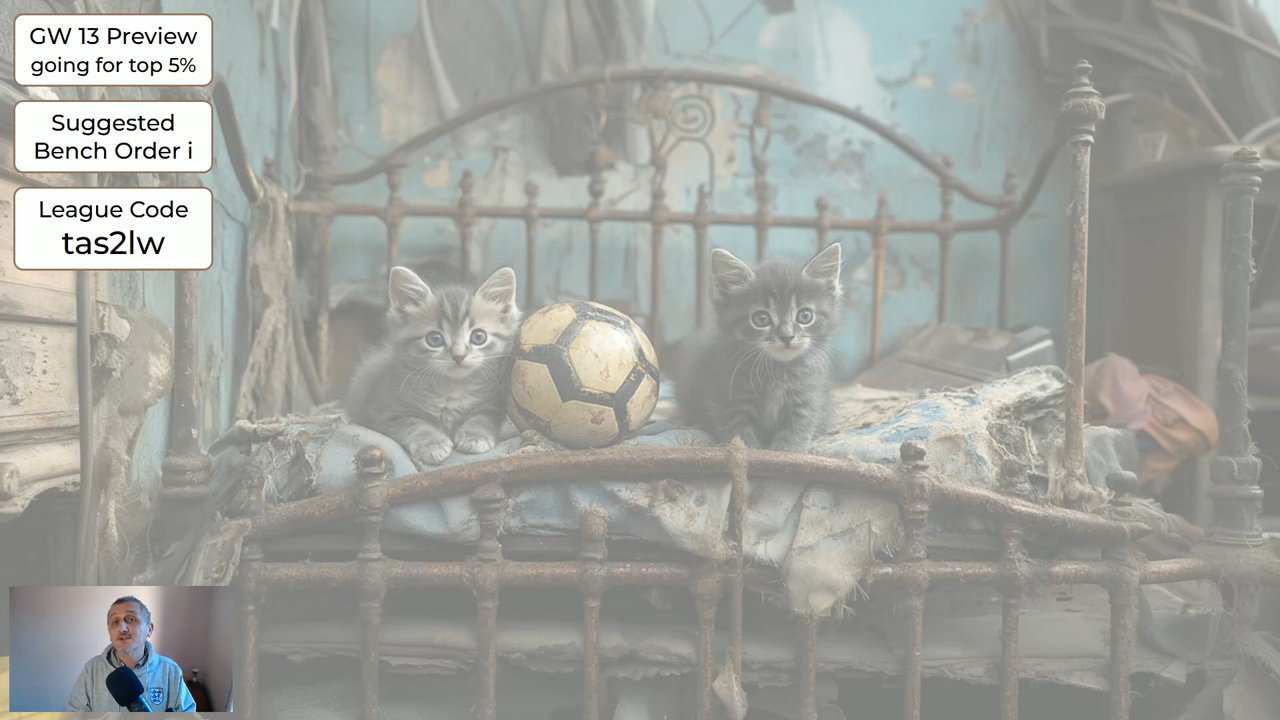 GW 13 Preview
going for top 5%
Suggested
Bench Order i
League Code
tas2lw